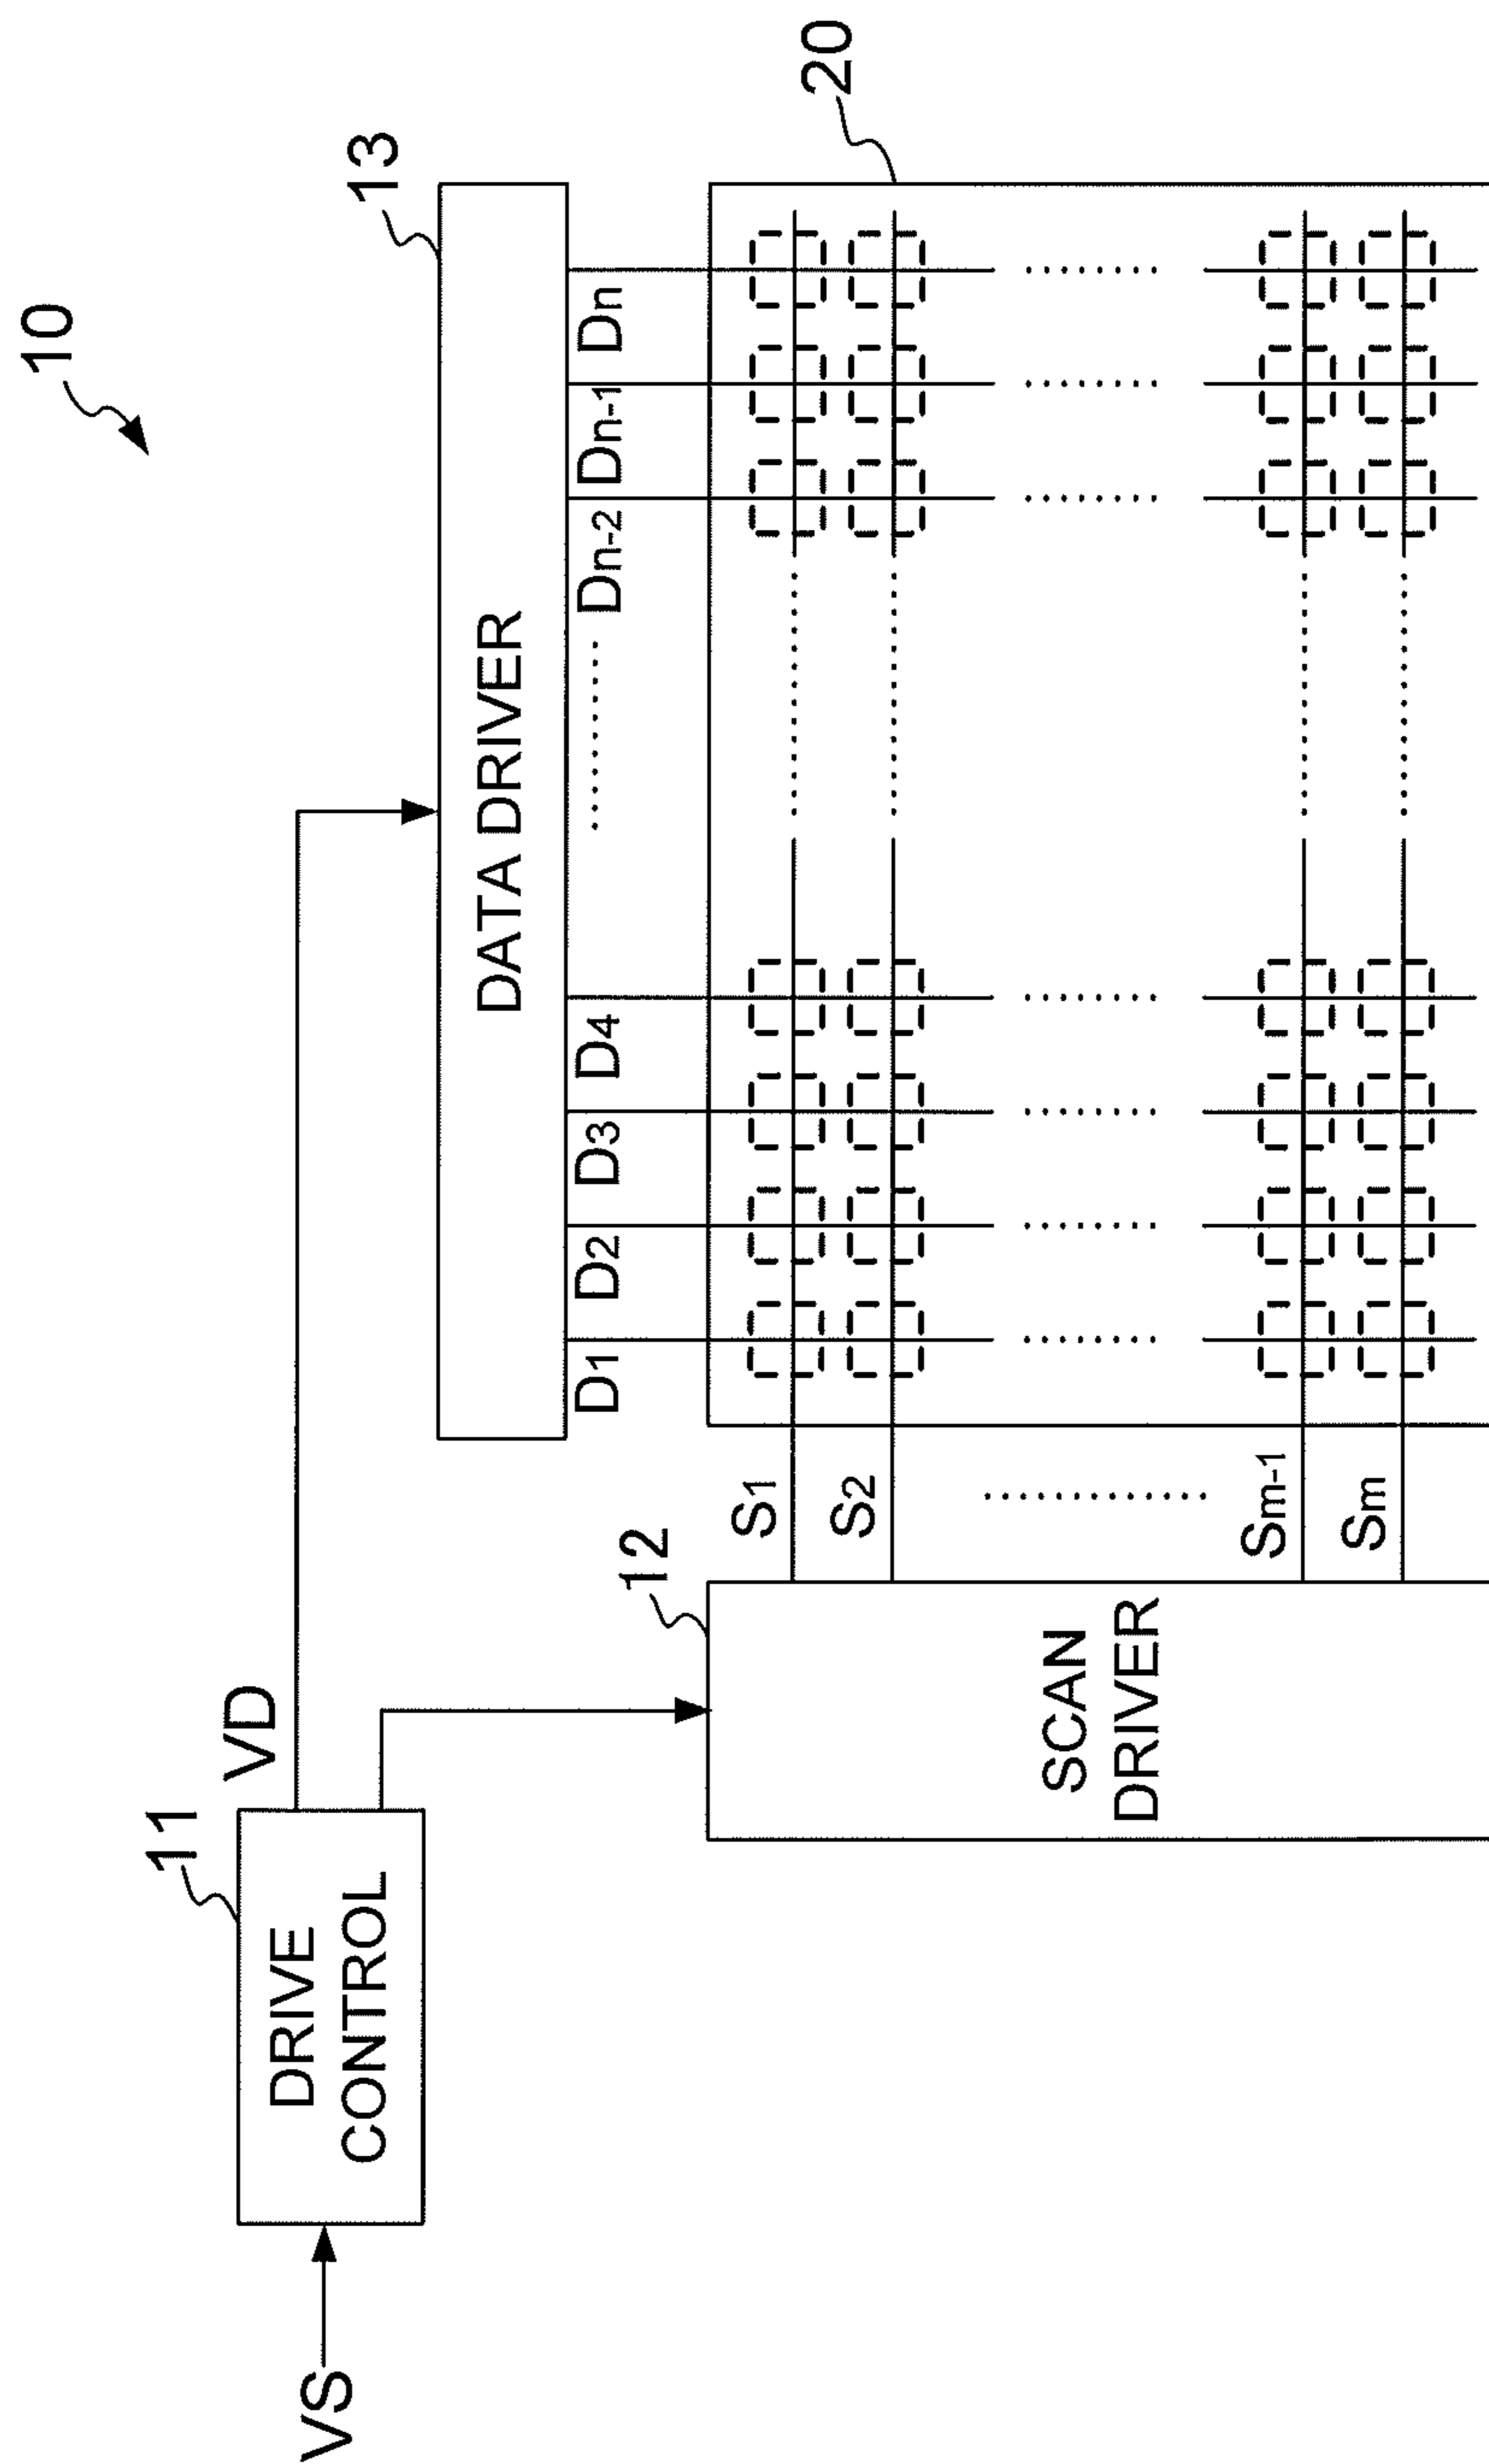 10
VS
DRIVE
CONTROL
11
VD
13
DATA DRIVER
D1 D2 D3 D4 ............ Dn-2 Dn-1 Dn
12
SCAN
DRIVER
S1
S2
............
Sm-1
Sm
20